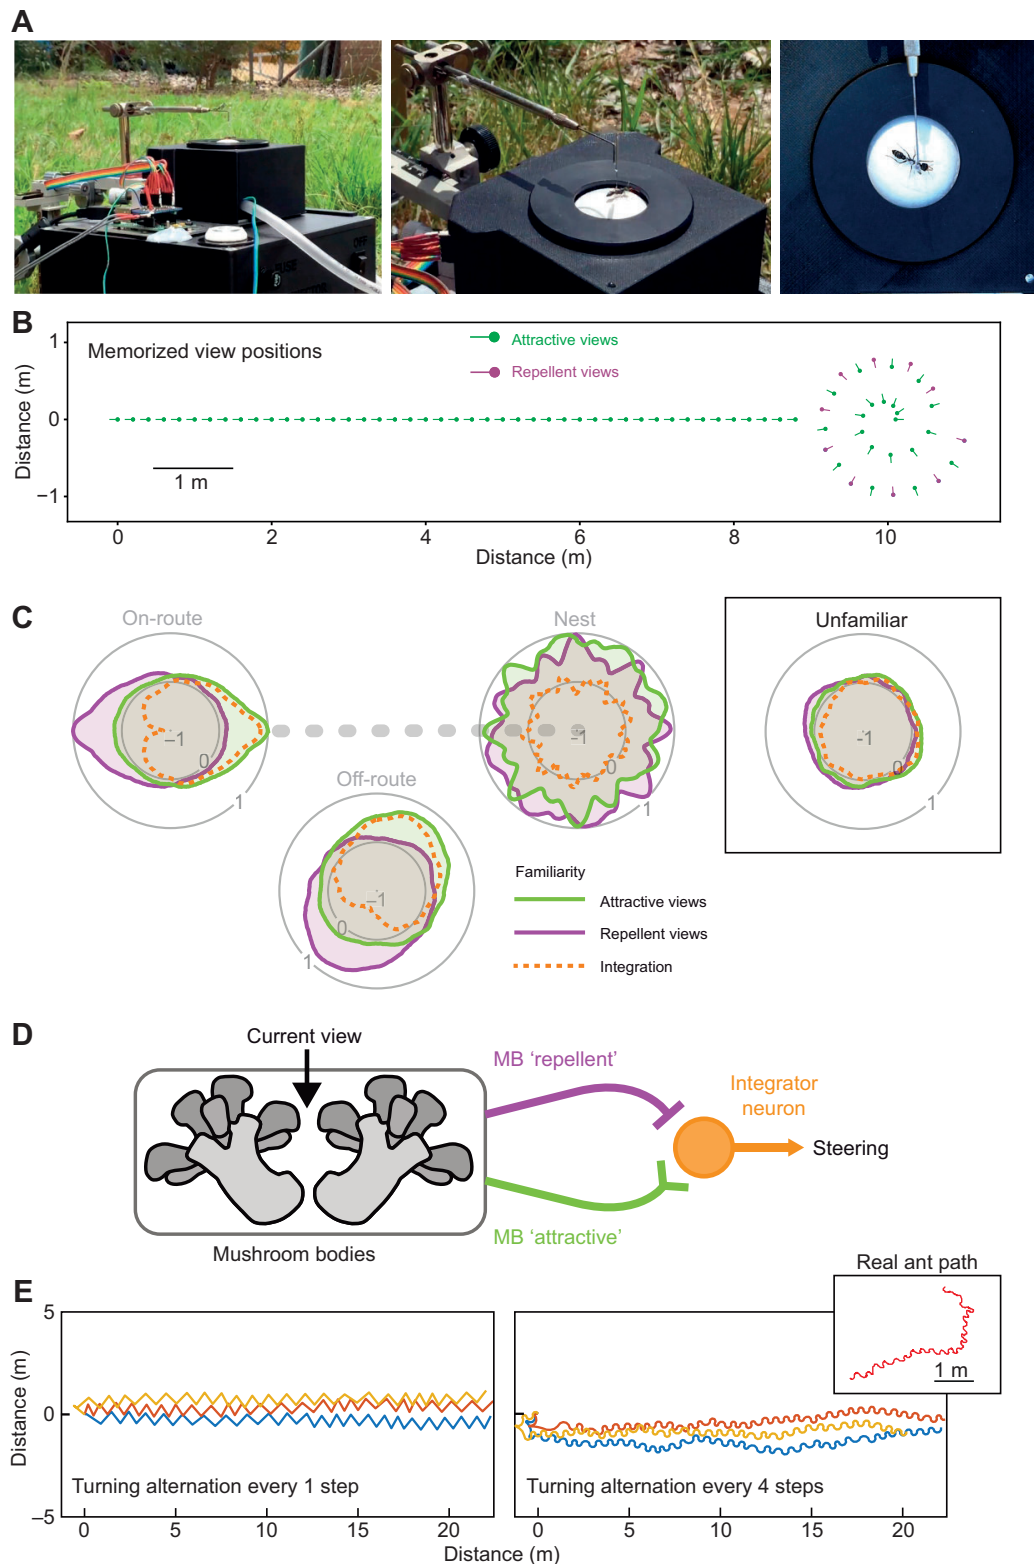 A
FUSE
OFF
B
1
0
−1
Distance (m)
Memorized view positions
Attractive views
Repellent views
1 m
0
2
4
6
8
10
Distance (m)
C
On-route
−1
0
1
Nest
−1
0
1
Unfamiliar
-1
0
1
Off-route
−1
0
1
Familiarity
Attractive views
Repellent views
Integration
D
Current view
MB ‘repellent’
Integrator
neuron
Steering
MB ‘attractive’
Mushroom bodies
E
Real ant path
1 m
5
0
−5
Distance (m)
Turning alternation every 1 step
Turning alternation every 4 steps
0
5
10
15
20
0
5
10
15
20
Distance (m)